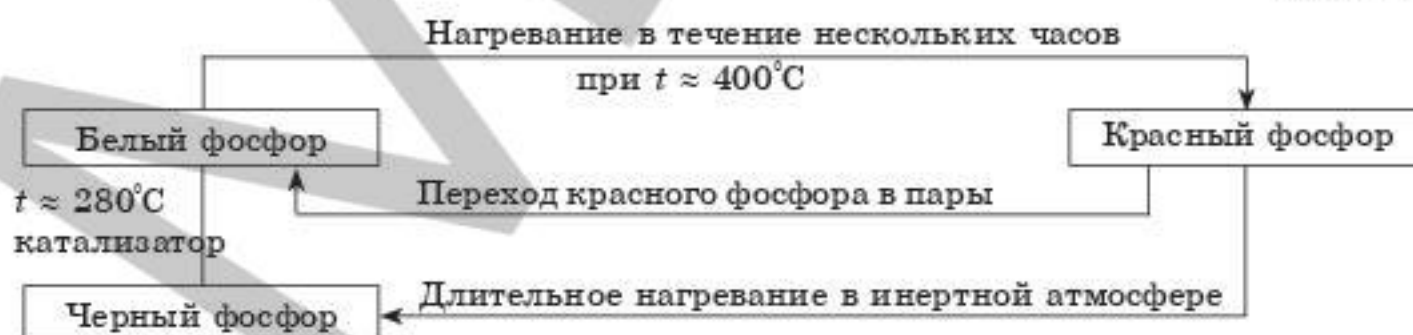 Нагревание в течение нескольких часов
при t ≈ 400°C
Белый фосфор
Красный фосфор
t ≈ 280°C
Переход красного фосфора в пары
катализатор
Длительное нагревание в инертной атмосфере
Черный фосфор